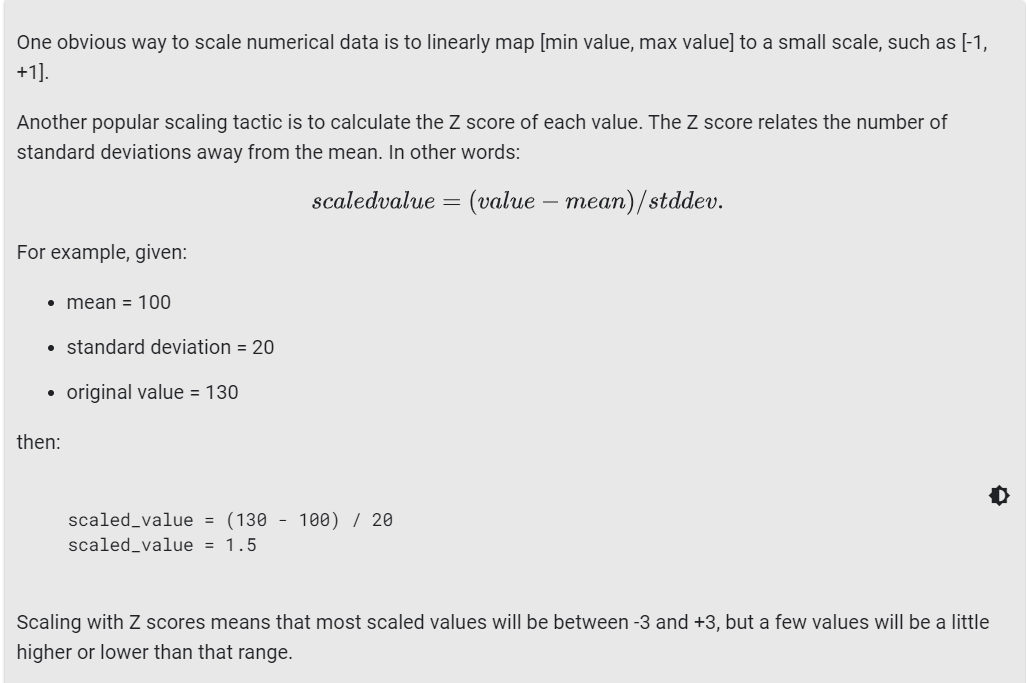 One obvious way to scale numerical data is to linearly map [min value, max value] to a small scale, such as [-1,
+1].
Another popular scaling tactic is to calculate the Z score of each value. The Z score relates the number of
standard deviations away from the mean. In other words:
scaledvalue = (value − mean)/stddev.
For example, given:
• mean = 100
• standard deviation = 20
• original value = 130
then:
scaled_value = (130 - 100) / 20
scaled_value = 1.5
Scaling with Z scores means that most scaled values will be between -3 and +3, but a few values will be a little
higher or lower than that range.